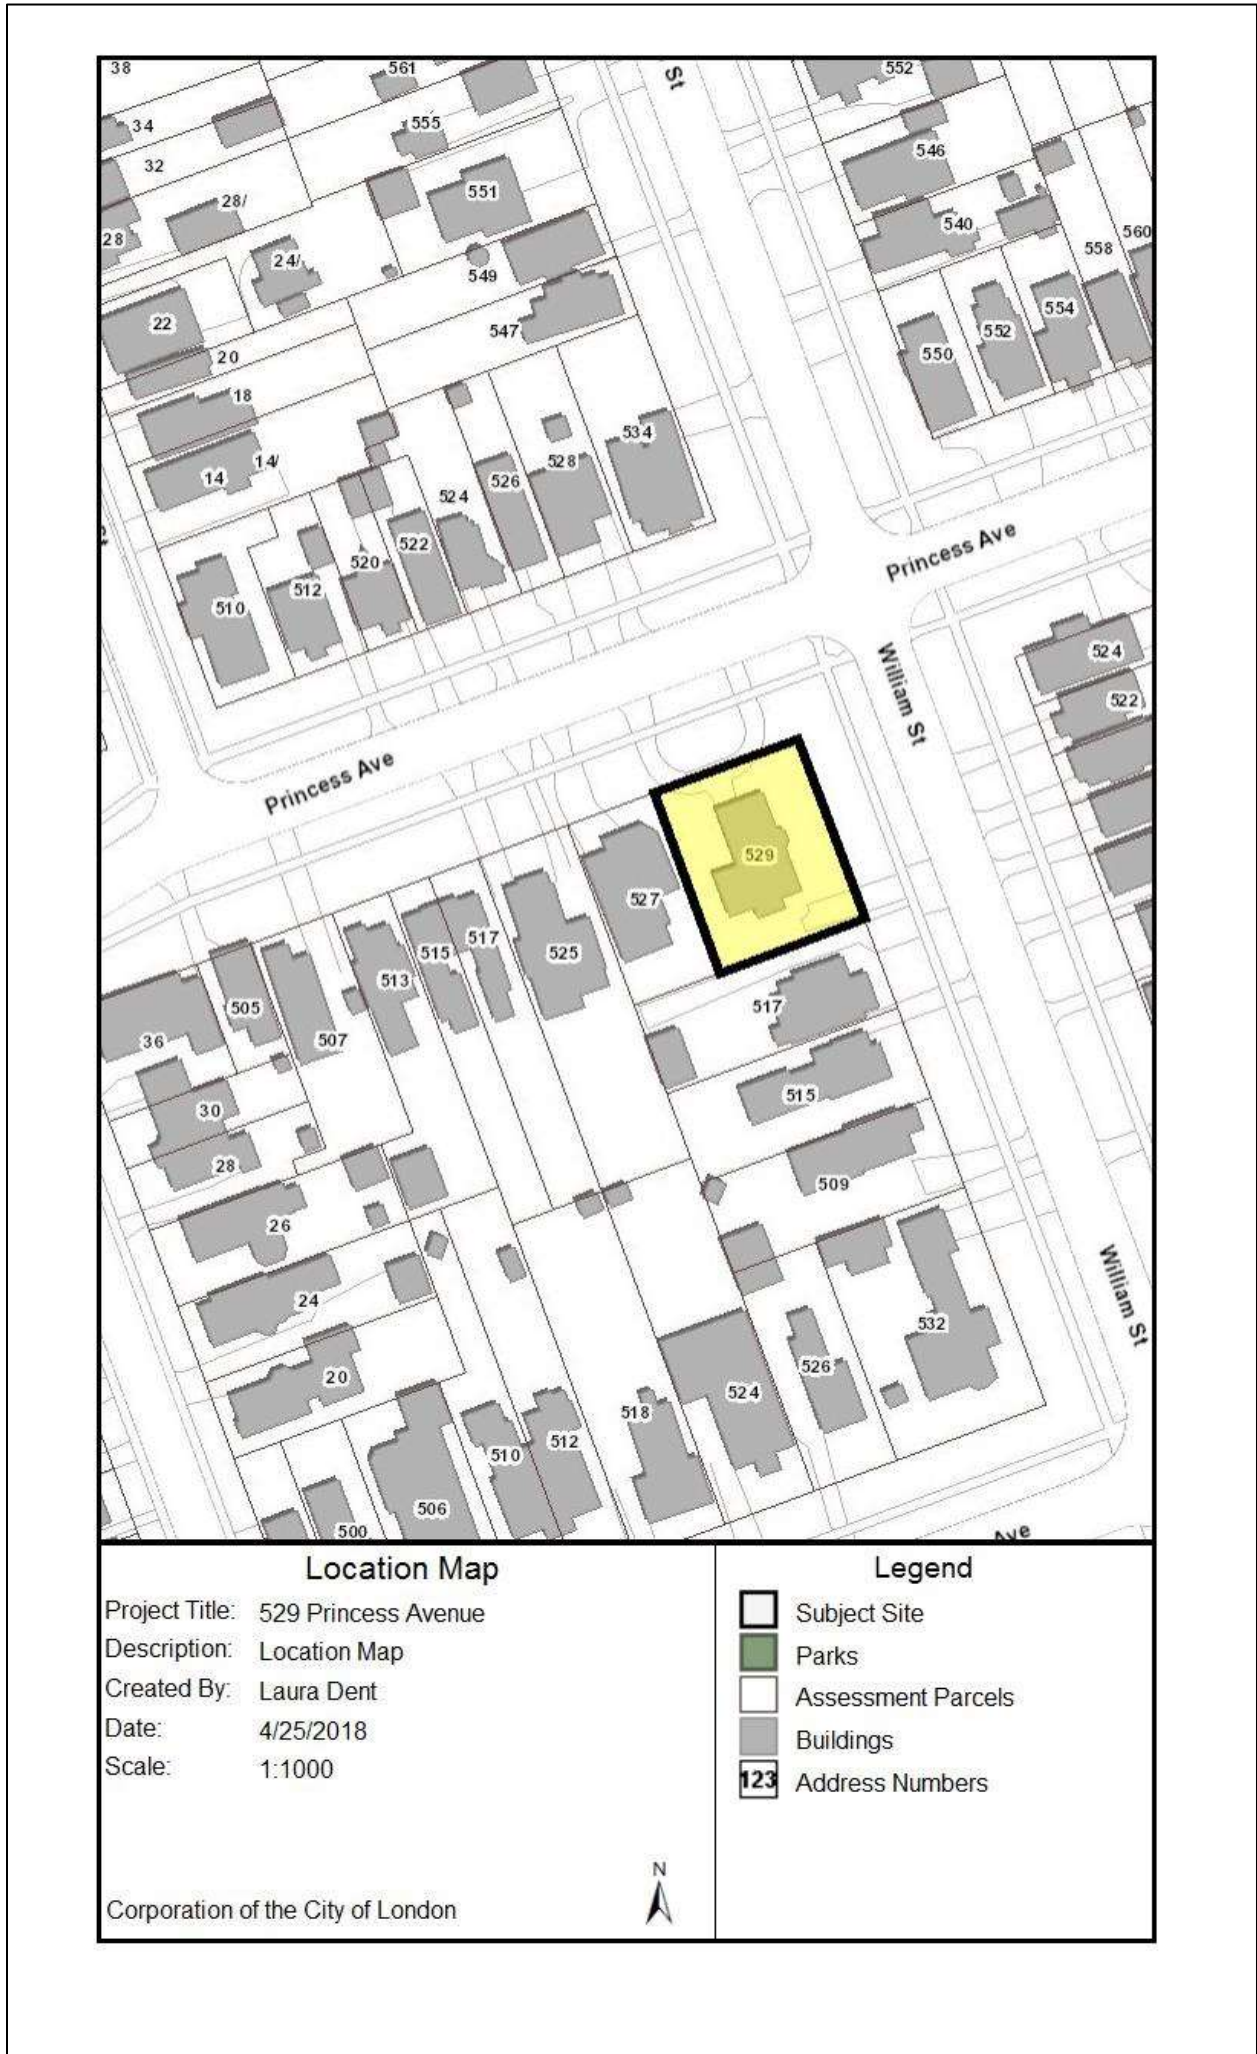 38
561
St
552
34
555
546
32
551
28/
540
28
560
24/
549
558
22
547
554
552
20
550
18
534
14/
528
14
526
524
522
Princess Ave
520
512
510
William St
524
522
Princess Ave
529
527
517
515
525
513
505
517
507
36
515
30
28
509
26
William St
24
532
526
20
524
518
512
510
506
500
Ave
Location Map
Project Title: 529 Princess Avenue
Description: Location Map
Created By: Laura Dent
Date: 4/25/2018
Scale: 1:1000
N
Corporation of the City of London
Legend
Subject Site
Parks
Assessment Parcels
Buildings
123 Address Numbers